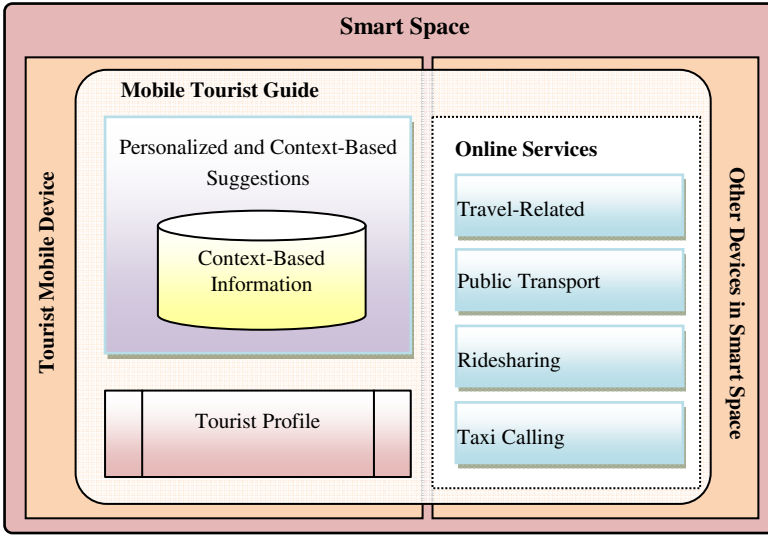 Smart Space
Tourist Mobile Device
Mobile Tourist Guide
Personalized and Context-Based
Suggestions
Context-Based
Information
Tourist Profile
Online Services
Travel-Related
Public Transport
Ridesharing
Taxi Calling
Other Devices in Smart Space